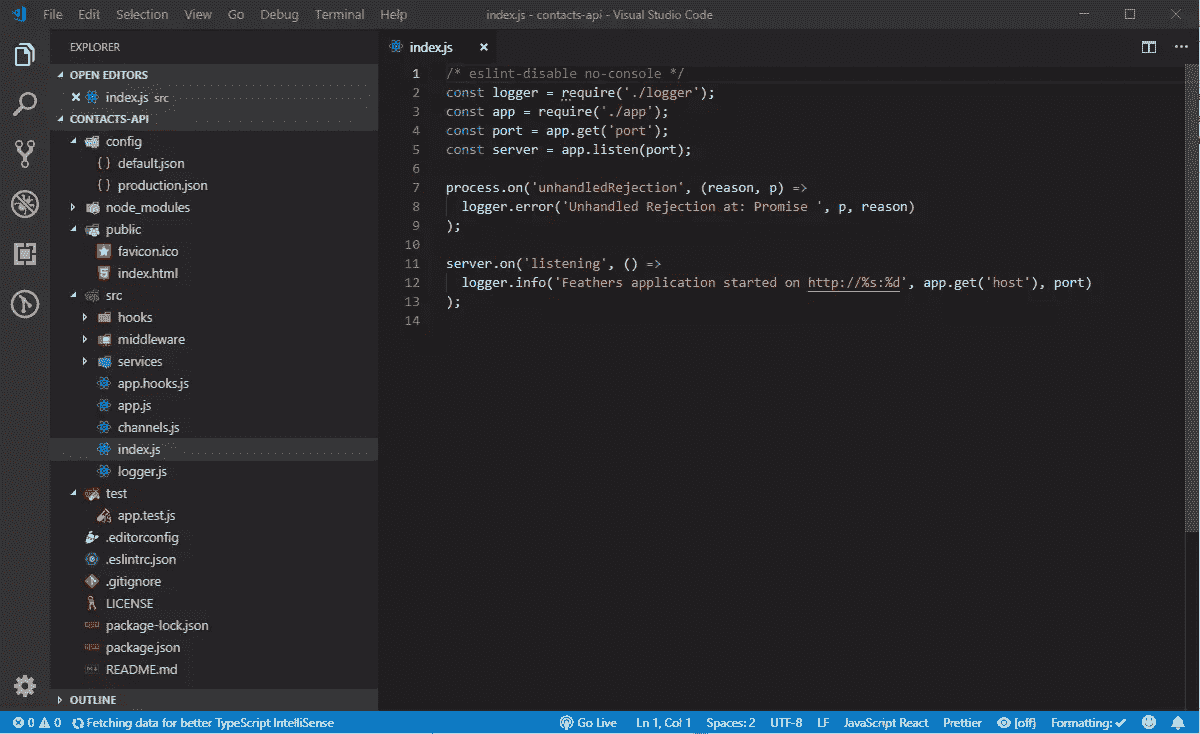 File Edit Selection View Go Debug Terminal Help
index.js - contacts-api - Visual Studio Code
EXPLORER
OPEN EDITORS
index.js src
CONTACTS-API
config
{ } default.json
{ } production.json
node_modules
public
favicon.ico
index.html
src
hooks
middleware
services
app.hooks.js
app.js
channels.js
index.js
logger.js
test
app.test.js
.editorconfig
.eslintrc.json
.gitignore
LICENSE
package-lock.json
package.json
README.md
OUTLINE
index.js
1 /* eslint-disable no-console */
2 const logger = require('./logger');
3 const app = require('./app');
4 const port = app.get('port');
5 const server = app.listen(port);
6
7 process.on('unhandledRejection', (reason, p) =>
8   logger.error('Unhandled Rejection at: Promise ', p, reason)
9 );
10
11 server.on('listening', () =>
12   logger.info('Feathers application started on http://%s:%d', app.get('host'), port)
13 );
14
0 0 Fetching data for better TypeScript IntelliSense
Go Live Ln 1, Col 1 Spaces: 2 UTF-8 LF JavaScript React Prettier [off] Formatting: ✓